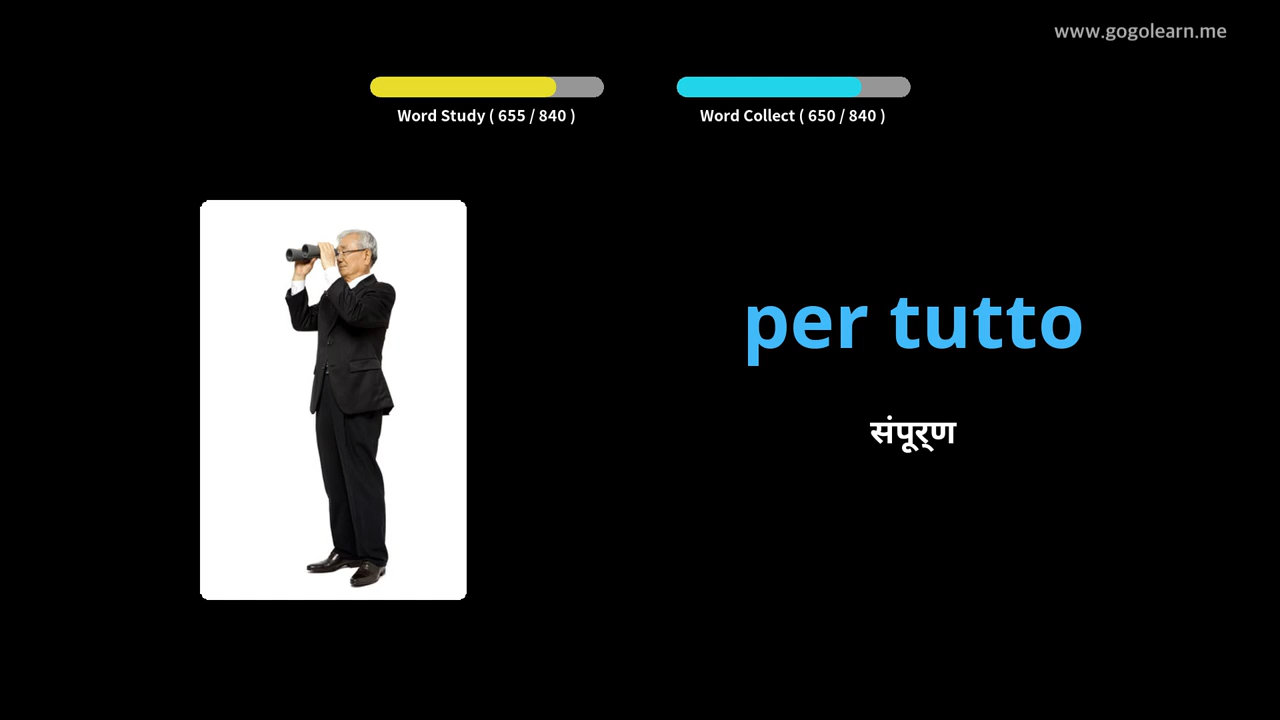 www.gogolearn.me
Word Study ( 655 / 840 )
Word Collect ( 650 / 840 )
per tutto
संपूर्ण